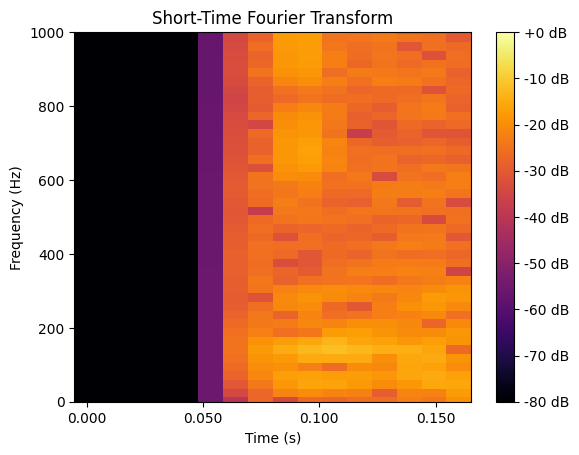 Short-Time Fourier Transform
Frequency (Hz)
1000
800
600
400
200
0
0.000
0.050
0.100
0.150
Time (s)
+0 dB
-10 dB
-20 dB
-30 dB
-40 dB
-50 dB
-60 dB
-70 dB
-80 dB